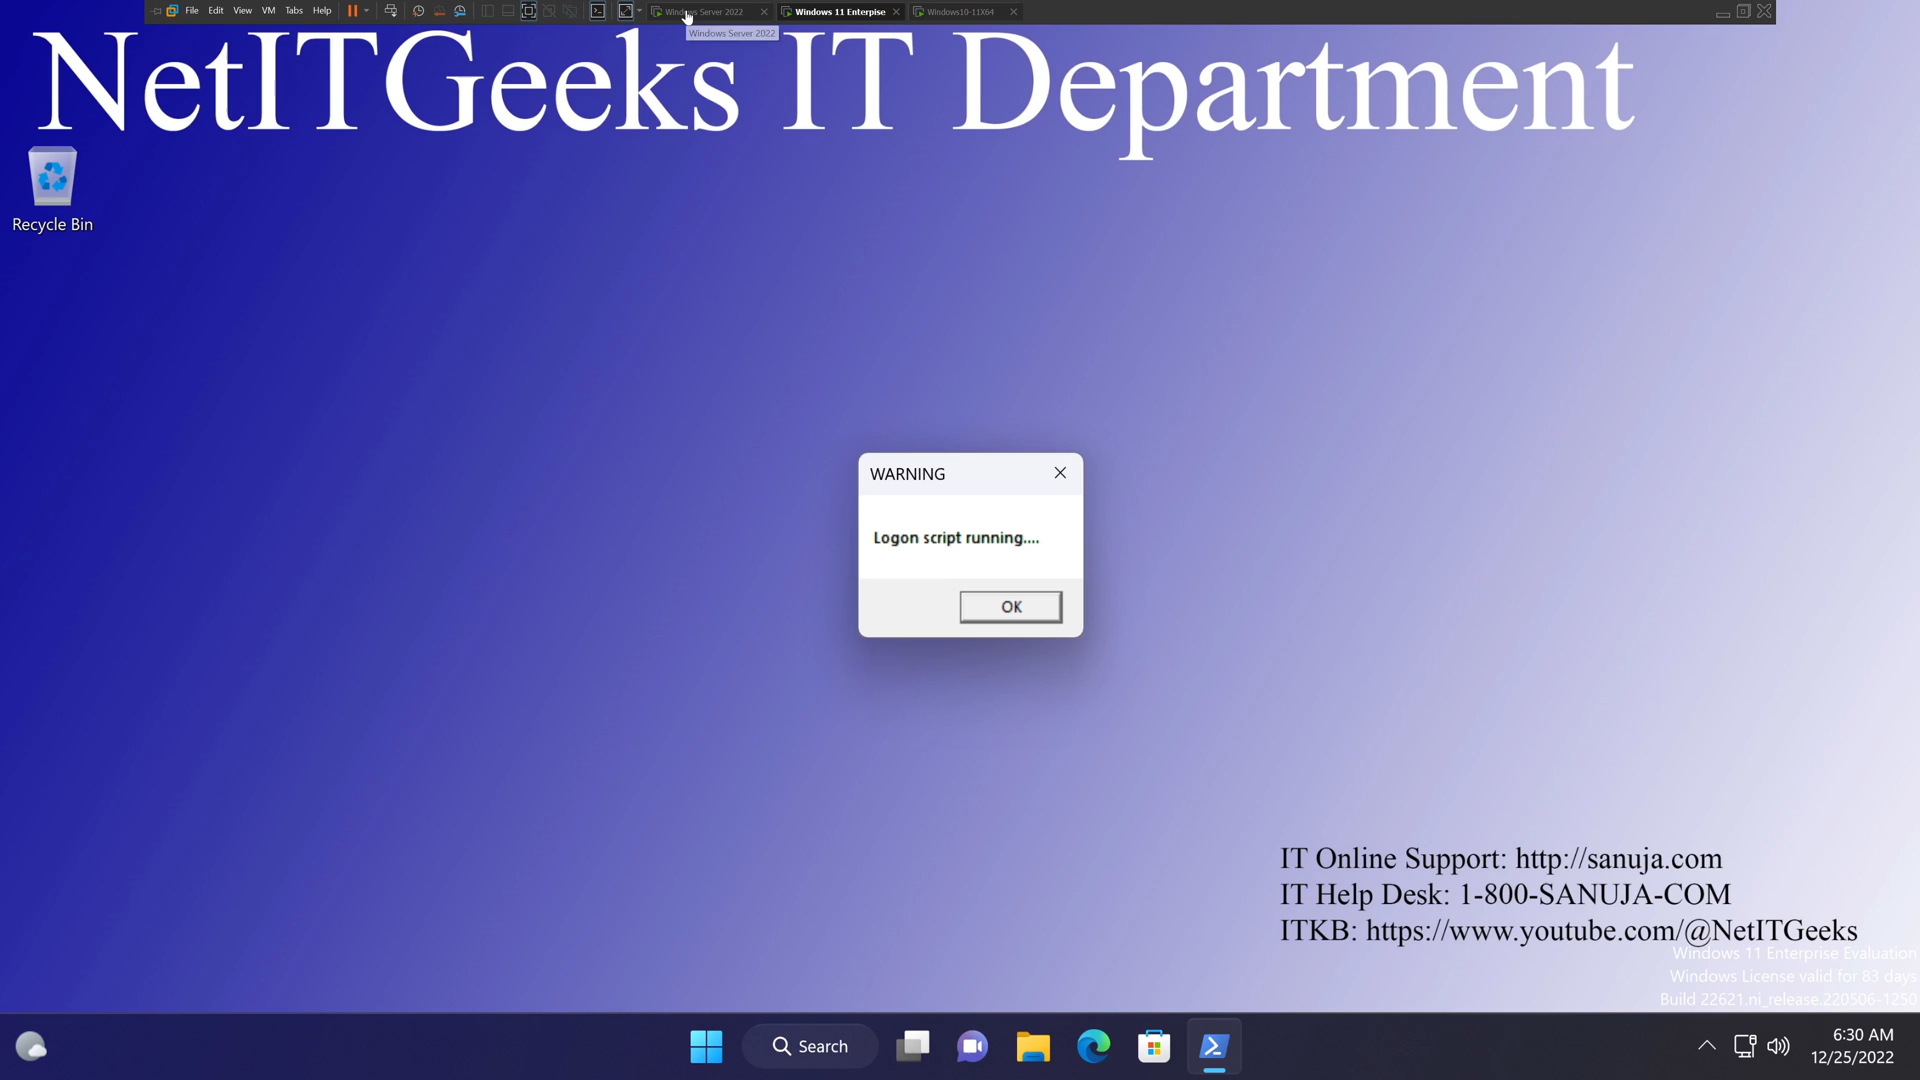 File Edit View VM Tabs Help Windows Server 2022 Windows 11 Enterpise Windows10-11X64
Windows Server 2022
NetITGeeks IT Department
Recycle Bin
WARNING
Logon script running....
OK
IT Online Support: http://sanuja.com
IT Help Desk: 1-800-SANUJA-COM
ITKB: https://www.youtube.com/@NetITGeeks
Windows 11 Enterprise Evaluation
Windows License valid for 83 days
Build 22621.ni_release.220506-1250
Search
6:30 AM
12/25/2022